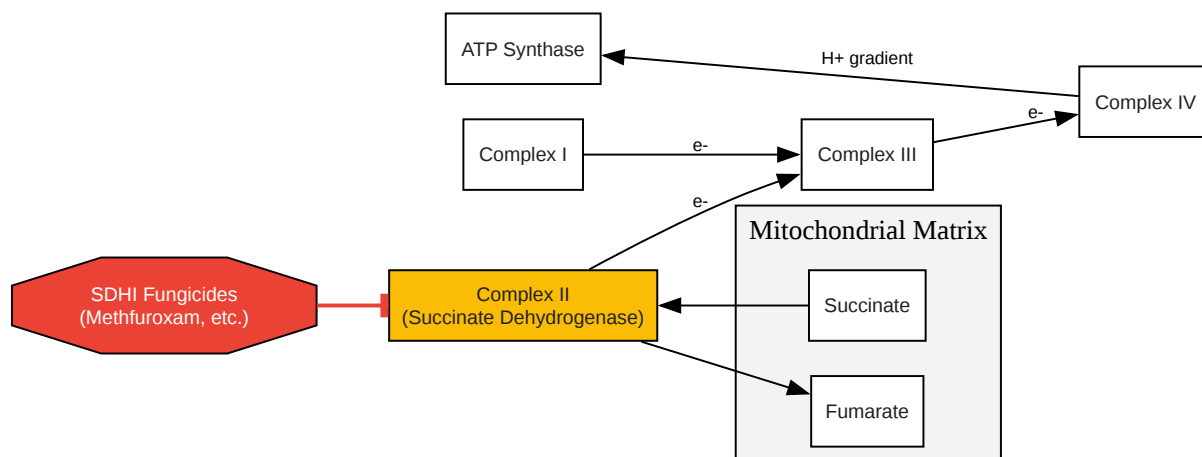 ATP Synthase
H+ gradient
Complex IV
Complex I
e-
Complex III
e-
e-
Mitochondrial Matrix
SDHI Fungicides
(Methfuroxam, etc.)
Complex II
(Succinate Dehydrogenase)
Succinate
Fumarate